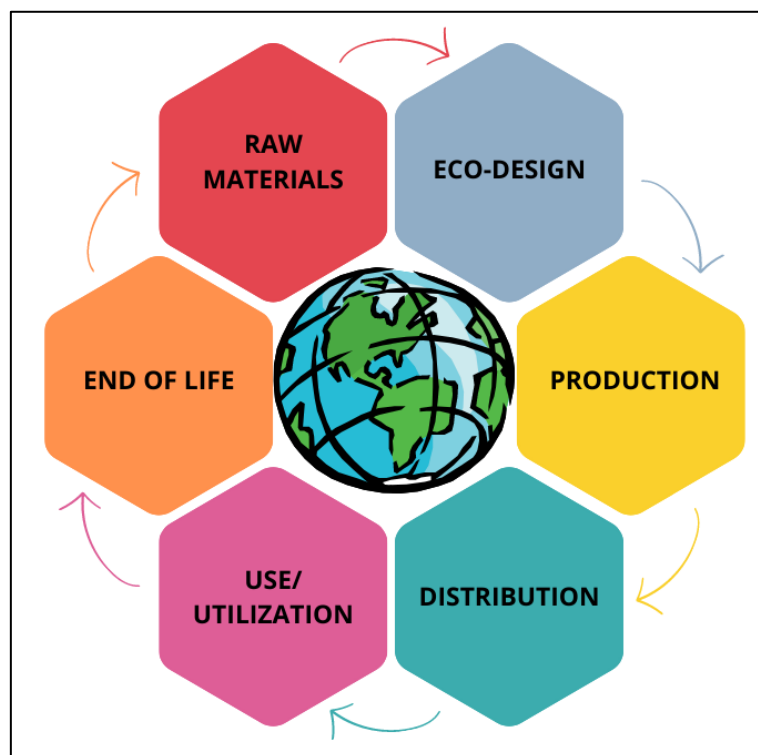 RAW
MATERIALS
ECO-DESIGN
PRODUCTION
DISTRIBUTION
USE/
UTILIZATION
END OF LIFE